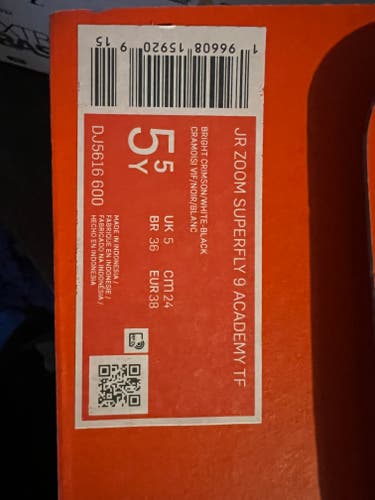 JR ZOOM SUPERFLY 9 ACADEMY TF
BRIGHT CRIMSON/WHITE-BLACK
CRAMOISI VIF/NOIR/BLANC
5 5
Y
UK 5 CM 24
BR 36 EUR 38
DJ5616 600
MADE IN INDONESIA /
FABRIQUÉ EN INDONESIE /
FABRICADO NA INDONÉSIA /
HECHO EN INDONESIA
1 96608 15920 9 15